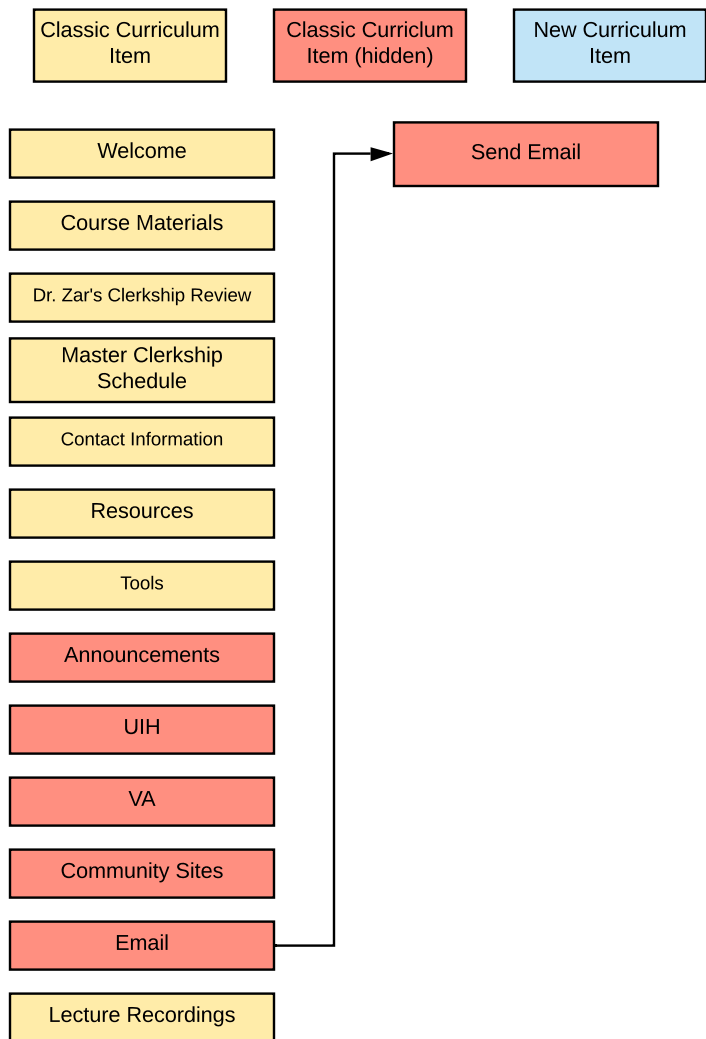 Classic Curriculum
Item
Classic Curriclum
Item (hidden)
New Curriculum
Item
Welcome
Send Email
Course Materials
Dr. Zar's Clerkship Review
Master Clerkship
Schedule
Contact Information
Resources
Tools
Announcements
UIH
VA
Community Sites
Email
Lecture Recordings